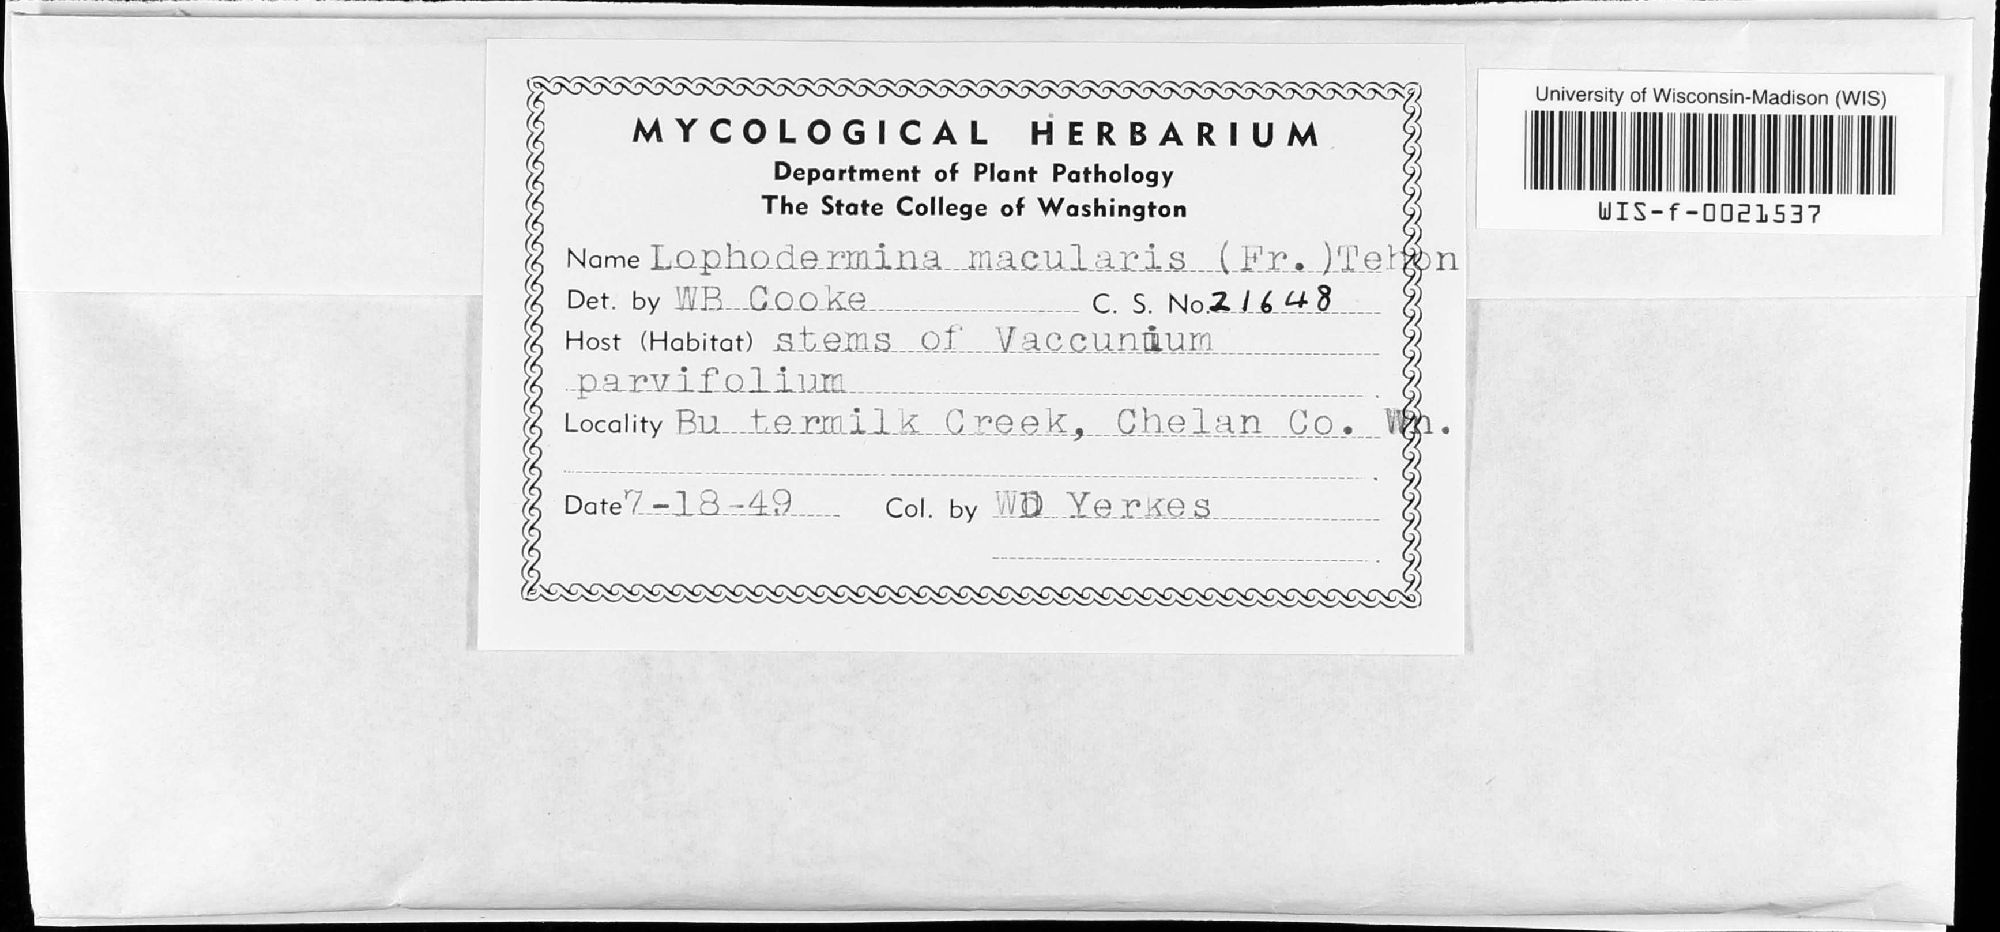 MYCOLOGICAL HERBARIUM
Department of Plant Pathology
The State College of Washington
Name Lophodermina macularis (Fr.)Tehon
Det. by WB Cooke C. S. No. 21648
Host (Habitat) stems of Vaccunium
parvifolium
Locality Bu termilk Creek, Chelan Co. Wn.
Date 7-18-49 Col. by WD Yerkes
University of Wisconsin-Madison (WIS)
WIS-f-0021537